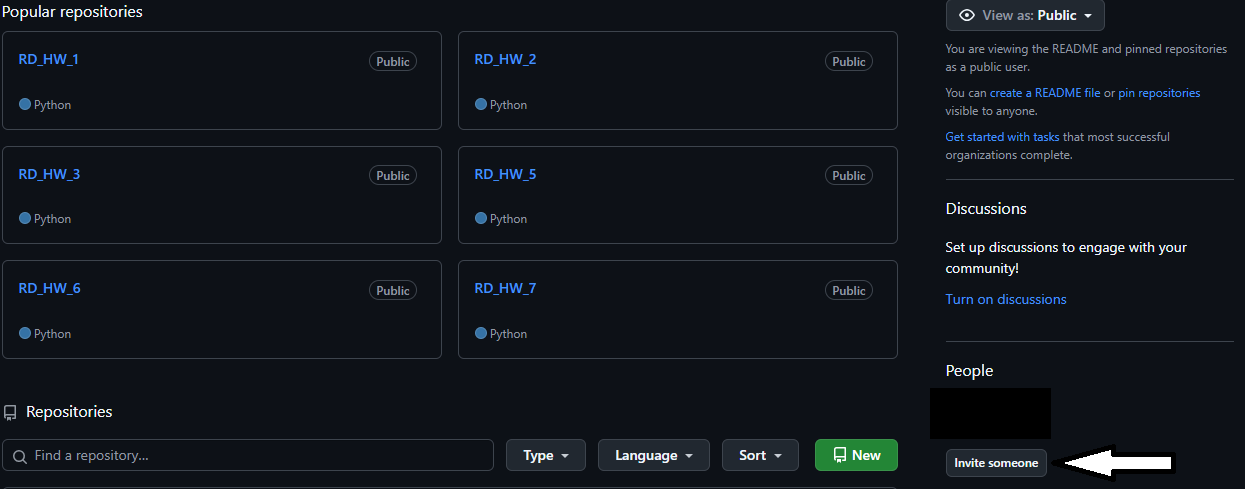 Popular repositories
RD_HW_1
Public
Python
RD_HW_2
Public
Python
RD_HW_3
Public
Python
RD_HW_5
Public
Python
RD_HW_6
Public
Python
RD_HW_7
Public
Python
Repositories
Find a repository...
Type
Language
Sort
New
View as: Public
You are viewing the README and pinned repositories
as a public user.
You can create a README file or pin repositories
visible to anyone.
Get started with tasks that most successful
organizations complete.
Discussions
Set up discussions to engage with your
community!
Turn on discussions
People
Invite someone